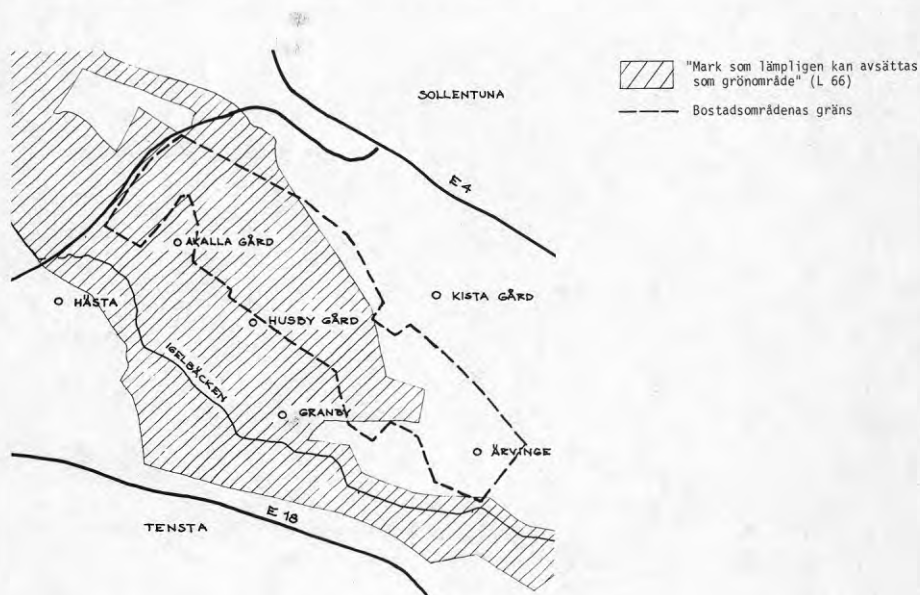 "Mark som lämpligen kan avsättas
som grönområde" (L 66)
Bostadsområdenas gräns
SOLLENTUNA
E 4
AKALLA GÅRD
HÄSTA
KISTA GÅRD
HUSBY GÅRD
IGELBÄCKEN
GRANBY
ÄRVINGE
E 18
TENSTA